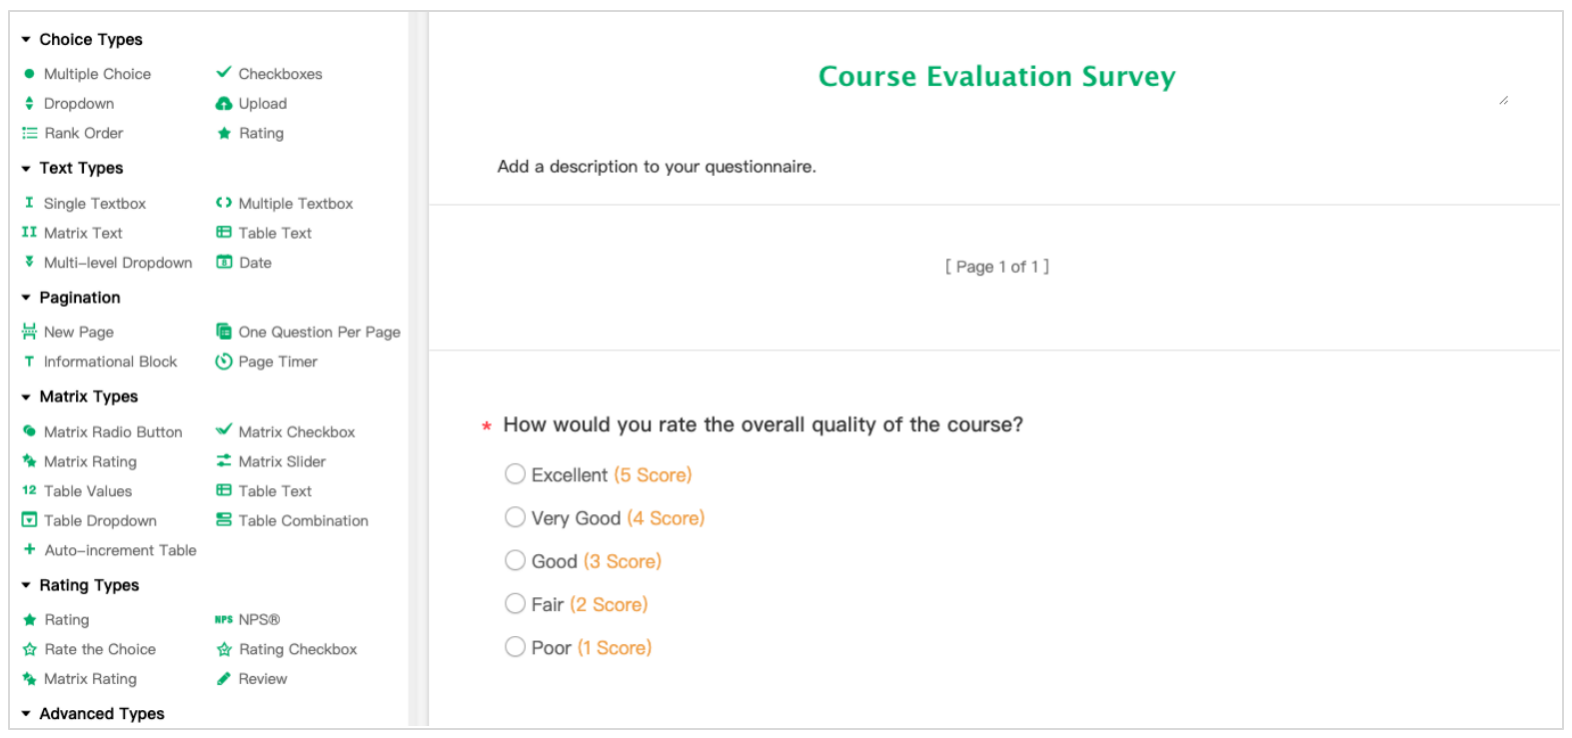 Choice Types
Multiple Choice
Checkboxes
Dropdown
Upload
Rank Order
Rating
Text Types
Single Textbox
Multiple Textbox
Matrix Text
Table Text
Multi-level Dropdown
Date
Pagination
New Page
One Question Per Page
Informational Block
Page Timer
Matrix Types
Matrix Radio Button
Matrix Checkbox
Matrix Rating
Matrix Slider
12 Table Values
Table Text
Table Dropdown
Table Combination
Auto-increment Table
Rating Types
Rating
NPS NPS®
Rate the Choice
Rating Checkbox
Matrix Rating
Review
Advanced Types
Course Evaluation Survey
Add a description to your questionnaire.
[ Page 1 of 1 ]
* How would you rate the overall quality of the course?
Excellent (5 Score)
Very Good (4 Score)
Good (3 Score)
Fair (2 Score)
Poor (1 Score)